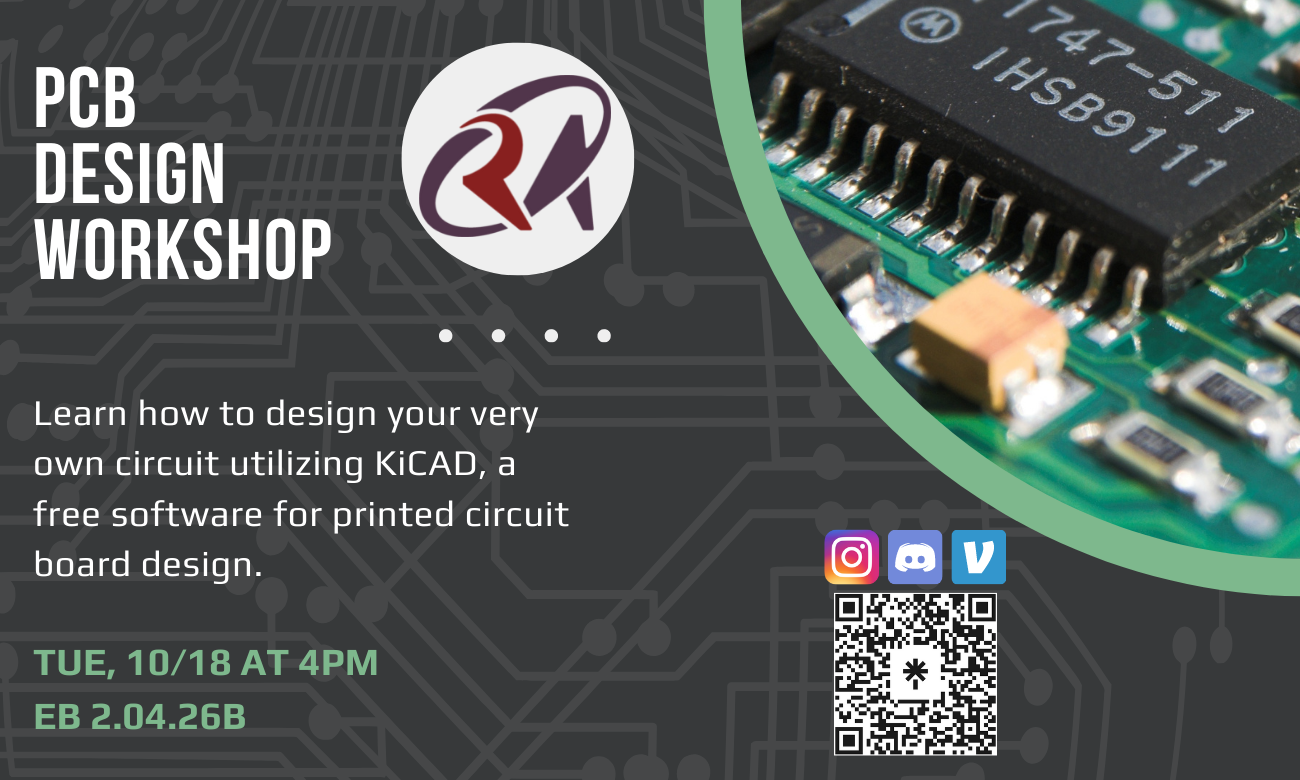 PCB
DESIGN
WORKSHOP
Learn how to design your very
own circuit utilizing KiCAD, a
free software for printed circuit
board design.
TUE, 10/18 AT 4PM
EB 2.04.26B
1747-511
IHSB9111